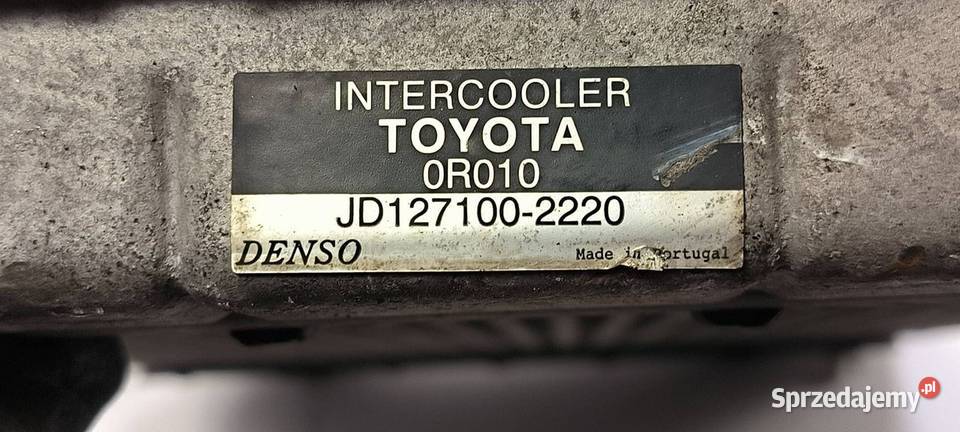 INTERCOOLER
TOYOTA
0R010
JD127100-2220
DENSO
Made in Portugal
Sprzedajemy.pl